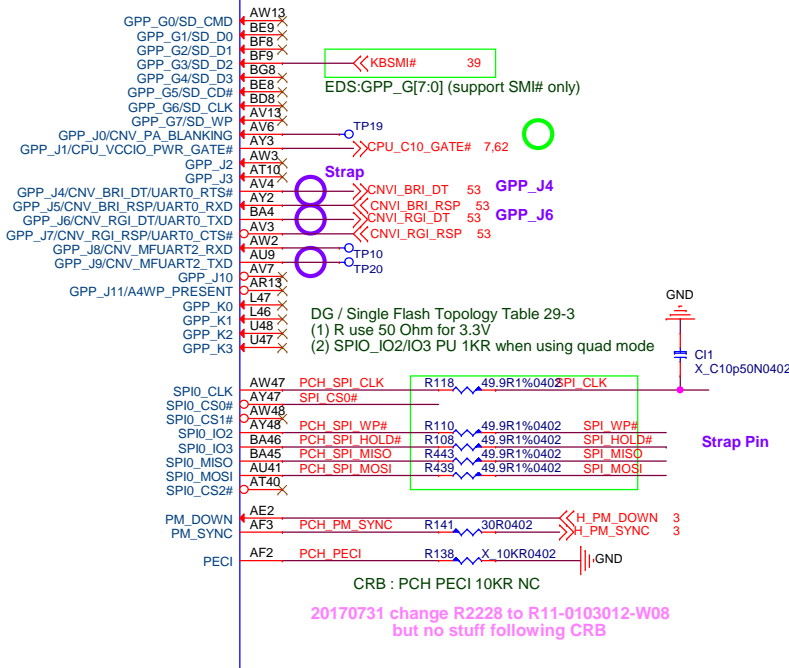 GPP_G0/SD_CMD AW13
GPP_G1/SD_D0 BE9
GPP_G2/SD_D1 BF8
GPP_G3/SD_D2 BF9 KBSMI# 39
GPP_G4/SD_D3 BG8
GPP_G5/SD_CD# BE8
EDS:GPP_G[7:0] (support SMI# only)
GPP_G6/SD_CLK BD8
GPP_G7/SD_WP AV13
GPP_J0/CNV_PA_BLANKING AV6 TP19
GPP_J1/CPU_VCCIO_PWR_GATE# AY3 CPU_C10_GATE# 7,62
GPP_J2 AW3
GPP_J3 AT10
Strap
GPP_J4/CNV_BRI_DT/UART0_RTS# AV4 CNVI_BRI_DT 53 GPP_J4
GPP_J5/CNV_BRI_RSP/UART0_RXD AY2 CNVI_BRI_RSP 53
GPP_J6/CNV_RGI_DT/UART0_TXD BA4 CNVI_RGI_DT 53 GPP_J6
GPP_J7/CNV_RGI_RSP/UART0_CTS# AV3 CNVI_RGI_RSP 53
GPP_J8/CNV_MFUART2_RXD AW2 TP10
GPP_J9/CNV_MFUART2_TXD AU9 TP20
GPP_J10 AV7
GPP_J11/A4WP_PRESENT AR13
GPP_K0 L47
GPP_K1 L46
GPP_K2 U48
GPP_K3 U47
DG / Single Flash Topology Table 29-3
(1) R use 50 Ohm for 3.3V
(2) SPIO_IO2/IO3 PU 1KR when using quad mode
GND
CI1
X_C10p50N0402
SPI0_CLK AW47 PCH_SPI_CLK R118 49.9R1%0402 SPI_CLK
SPI0_CS0# AY47 SPI_CS0#
SPI0_CS1# AW48
SPI0_IO2 AY48 PCH_SPI_WP# R110 49.9R1%0402 SPI_WP#
SPI0_IO3 BA46 PCH_SPI_HOLD# R108 49.9R1%0402 SPI_HOLD#
Strap Pin
SPI0_MISO BA45 PCH_SPI_MISO R443 49.9R1%0402 SPI_MISO
SPI0_MOSI AU41 PCH_SPI_MOSI R439 49.9R1%0402 SPI_MOSI
SPI0_CS2# AT40
PM_DOWN AE2 H_PM_DOWN 3
PM_SYNC AF3 PCH_PM_SYNC R141 30R0402 H_PM_SYNC 3
PECI AF2 PCH_PECI R138 X_10KR0402 GND
CRB : PCH PECI 10KR NC
20170731 change R2228 to R11-0103012-W08
but no stuff following CRB